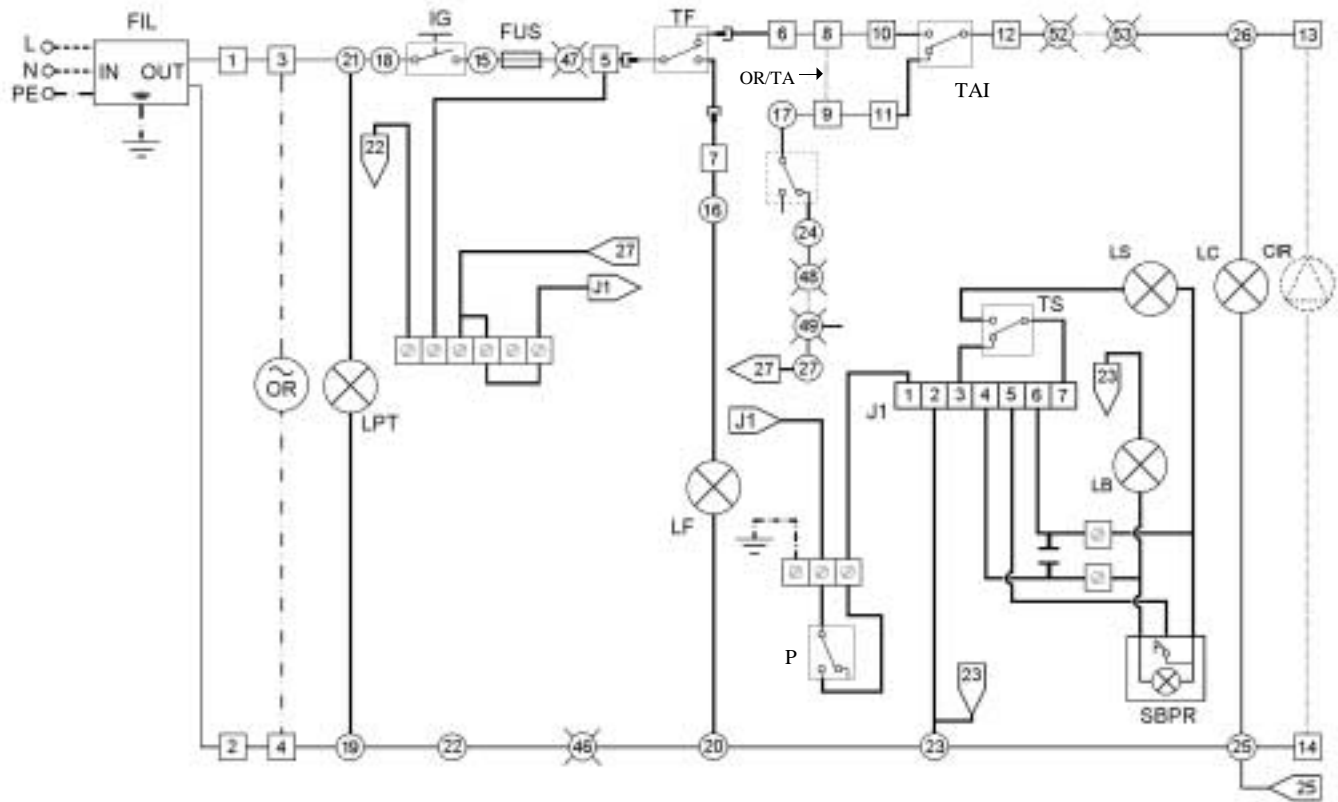 FIL
L
N
PE
IN OUT
1
3
21
18
IG
15
FUS
47
5
TF
6
8
10
12
52
53
26
13
OR/TA
TAI
17
9
11
22
7
16
24
48
49
27
27
27
J1
LS
LC
CIR
TS
23
OR
LPT
J1
1 2 3 4 5 6 7
J1
LB
LF
P
23
SBPR
2
4
19
22
46
20
23
25
14
25